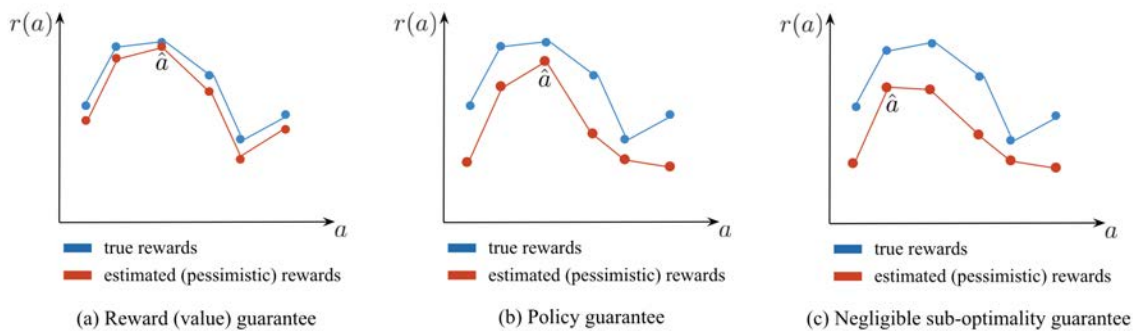 r(a)
â
a
true rewards
estimated (pessimistic) rewards
(a) Reward (value) guarantee
r(a)
â
a
true rewards
estimated (pessimistic) rewards
(b) Policy guarantee
r(a)
â
a
true rewards
estimated (pessimistic) rewards
(c) Negligible sub-optimality guarantee